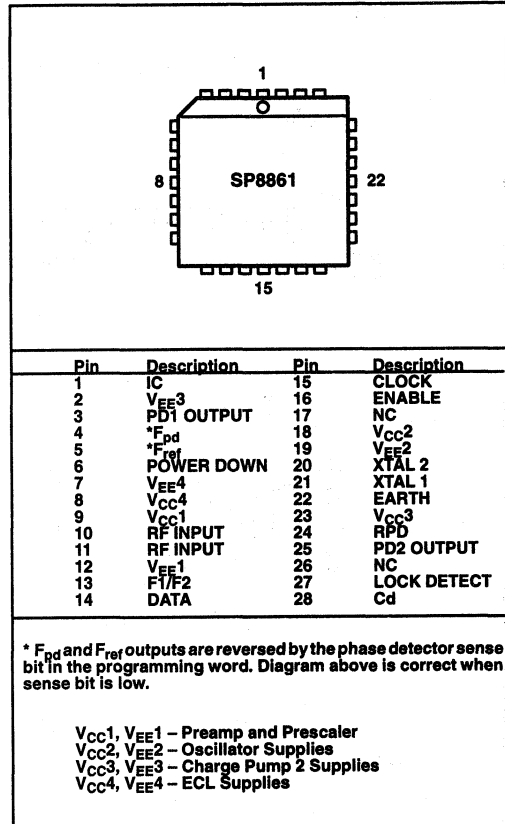 1
8 SP8861 22
15
Pin Description Pin Description
1 IC 15 CLOCK
2 VEE3 16 ENABLE
3 PD1 OUTPUT 17 NC
4 *Fpd 18 VCC2
5 *Fref 19 VEE2
6 POWER DOWN 20 XTAL 2
7 VEE4 21 XTAL 1
8 VCC4 22 EARTH
9 VCC1 23 VCC3
10 RF INPUT 24 RPD
11 RF INPUT 25 PD2 OUTPUT
12 VEE1 26 NC
13 F1/F2 27 LOCK DETECT
14 DATA 28 Cd
* Fpd and Fref outputs are reversed by the phase detector sense
bit in the programming word. Diagram above is correct when
sense bit is low.
VCC1, VEE1 – Preamp and Prescaler
VCC2, VEE2 – Oscillator Supplies
VCC3, VEE3 – Charge Pump 2 Supplies
VCC4, VEE4 – ECL Supplies